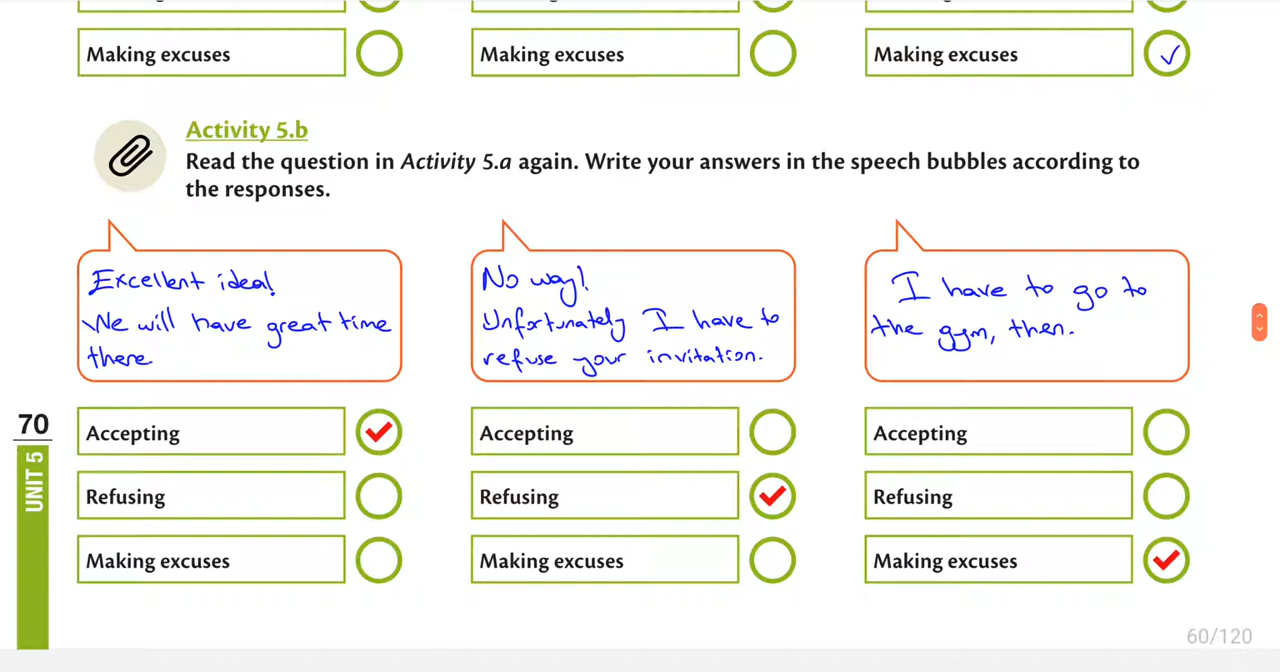 Making excuses
Making excuses
Making excuses
Activity 5.b
Read the question in Activity 5.a again. Write your answers in the speech bubbles according to
the responses.
Excellent idea!
We will have great time
there.
No way!
Unfortunately I have to
refuse your invitation.
I have to go to
the gym, then.
70
UNIT 5
Accepting
Accepting
Accepting
Refusing
Refusing
Refusing
Making excuses
Making excuses
Making excuses
60/120